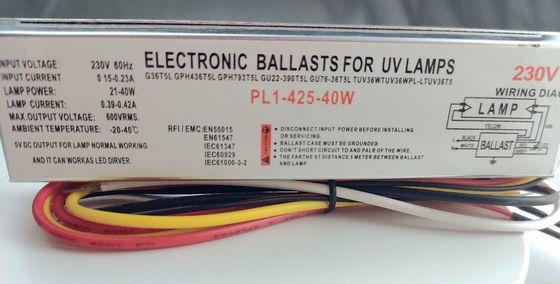 INPUT VOLTAGE: 230V 60Hz
INPUT CURRENT: 0 15-0.23A
LAMP POWER: 21-40W
LAMP CURRENT: 0.39-0.42A
MAX.OUTPUT VOLTAGE: 600VRMS.
AMBIENT TEMPERATURE: -20-40℃
5V DC OUTPUT FOR LAMP NORMAL WORKING
AND IT CAN WORKAS LED DIRVER.
ELECTRONIC BALLASTS FOR UV LAMPS
G36T5L GPH436T5L GPH793T5L GU22-390T5L GU76-36T5L TUV36WTUV36WPL-LTUV36T5
PL1-425-40W
RFI/EMC:EN55015
EN61547
IEC61347
IEC60929
IEC61000-3-2
DISCONNECT INPUT POWER BEFORE INSTALLING
OR SERVICING.
BALLAST CASE MUST BE GROUNDED
DON'T SHORT CIRCUIT TO AND PAIR OF THE WIRE.
THE FARTHE ST DISTANCE 5 METER BETWEEN BALLAST
AND LAMP.
230V
WIRING DIA
LAMP
YELLOW
BLACK
WHITE
RED
BALLAST